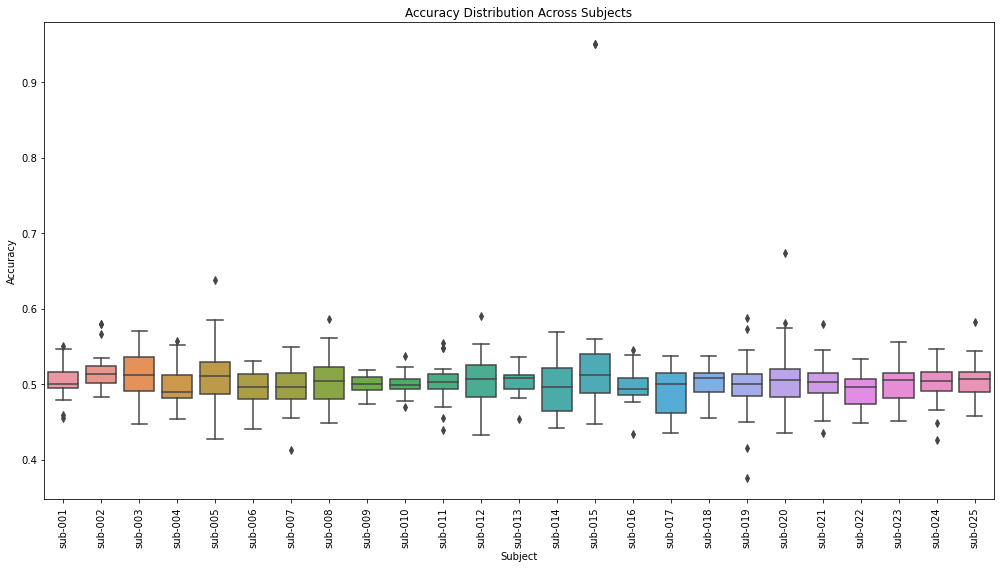 Accuracy Distribution Across Subjects
Accuracy
0.9
0.8
0.7
0.6
0.5
0.4
sub-001
sub-002
sub-003
sub-004
sub-005
sub-006
sub-007
sub-008
sub-009
sub-010
sub-011
sub-012
sub-013
sub-014
sub-015
sub-016
sub-017
sub-018
sub-019
sub-020
sub-021
sub-022
sub-023
sub-024
sub-025
Subject